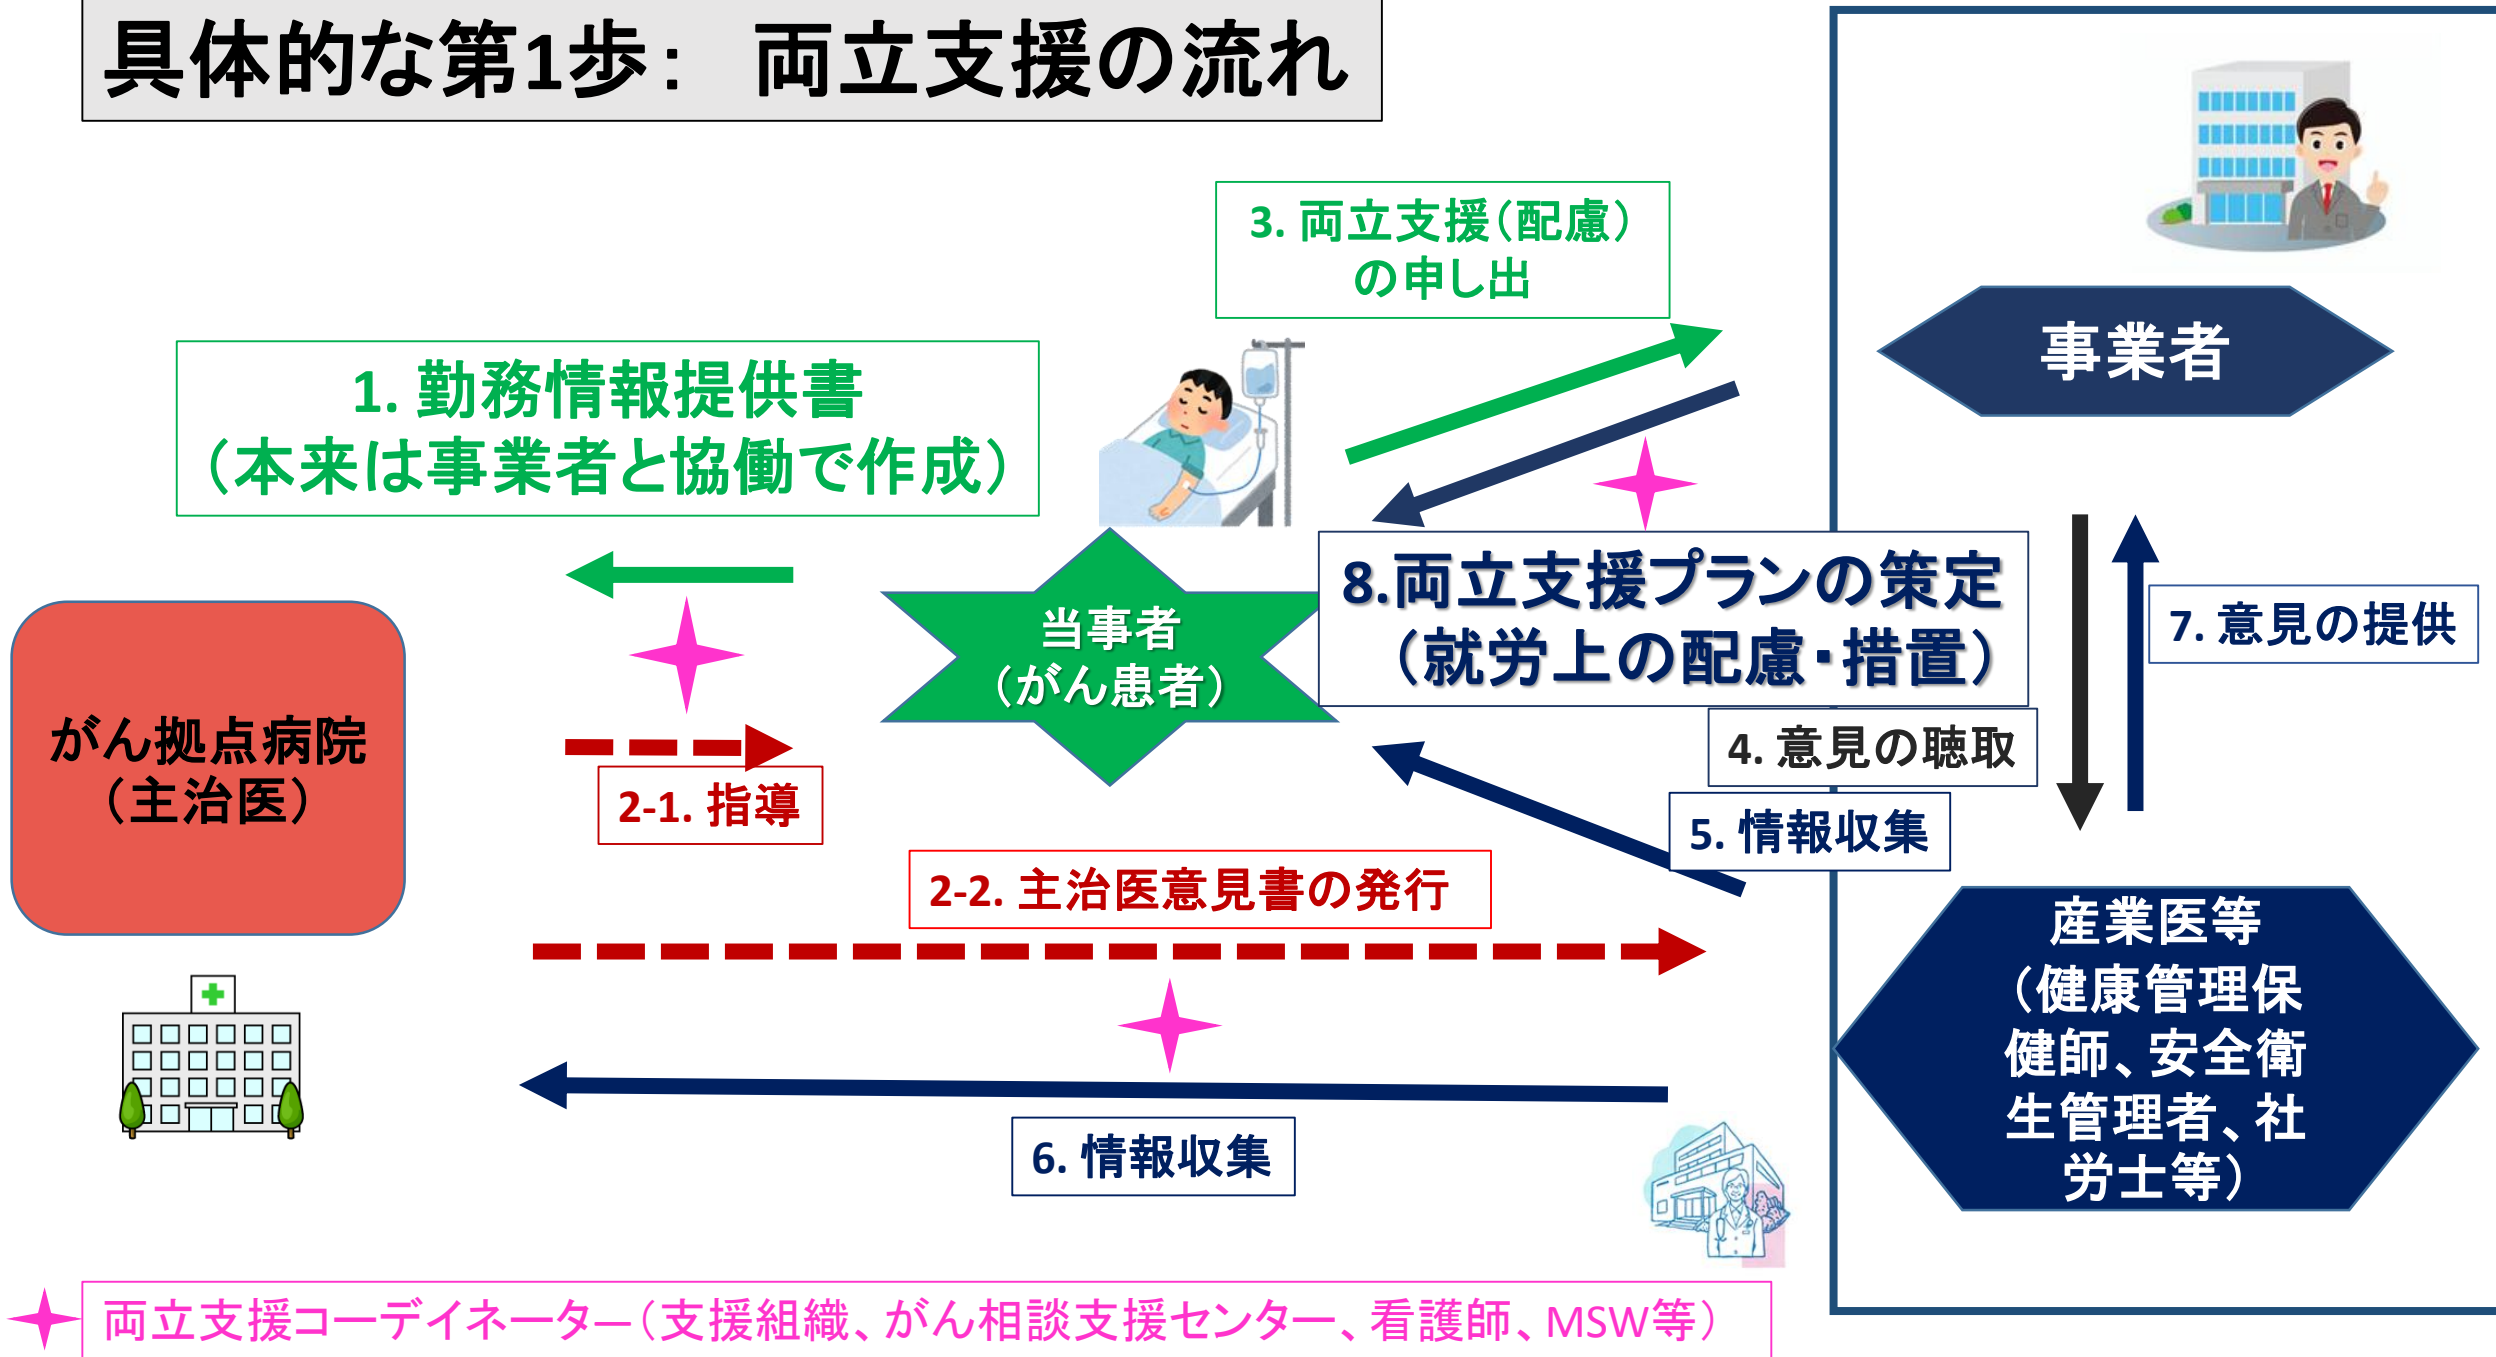 具体的な第1歩： 両立支援の流れ
3. 両立支援（配慮）
の申し出
事業者
1. 勤務情報提供書
（本来は事業者と協働で作成）
8.両立支援プランの策定
（就労上の配慮・措置）
7. 意見の提供
当事者
（がん患者）
がん拠点病院
（主治医）
4. 意見の聴取
2-1. 指導
5. 情報収集
2-2. 主治医意見書の発行
産業医等
（健康管理保
健師、安全衛
生管理者、社
労士等）
6. 情報収集
両立支援コーデイネーター（支援組織、がん相談支援センター、看護師、MSW等）